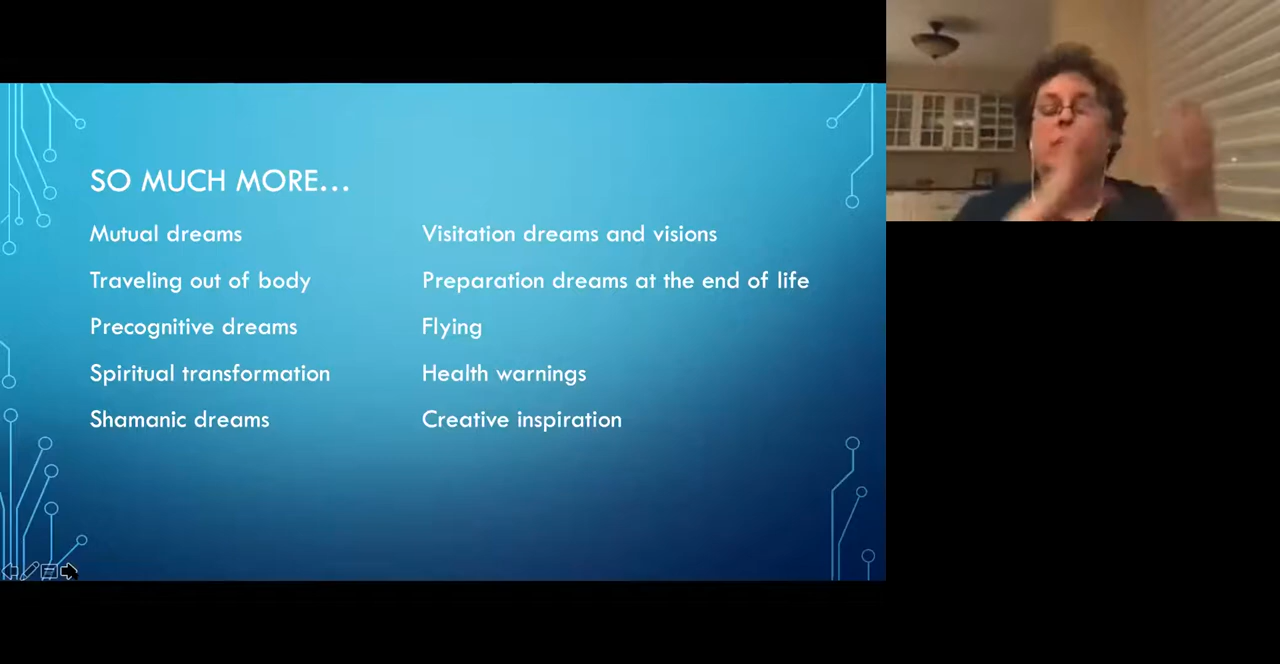 SO MUCH MORE...
Mutual dreams
Traveling out of body
Precognitive dreams
Spiritual transformation
Shamanic dreams
Visitation dreams and visions
Preparation dreams at the end of life
Flying
Health warnings
Creative inspiration